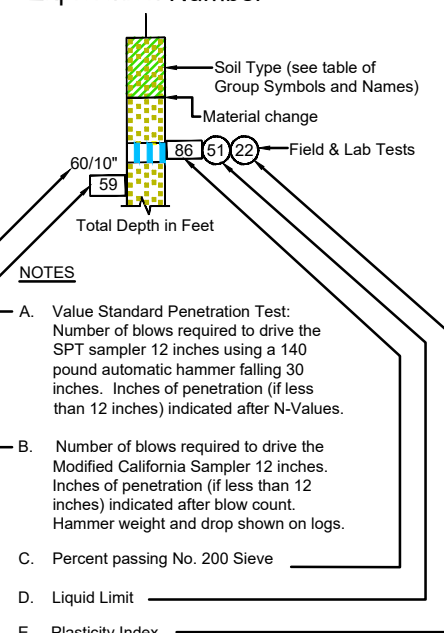 Number
Soil Type (see table of
Group Symbols and Names)
Material change
86 51 22 Field & Lab Tests
60/10"
59
Total Depth in Feet
NOTES
A. Value Standard Penetration Test:
Number of blows required to drive the
SPT sampler 12 inches using a 140
pound automatic hammer falling 30
inches. Inches of penetration (if less
than 12 inches) indicated after N-Values.
B. Number of blows required to drive the
Modified California Sampler 12 inches.
Inches of penetration (if less than 12
inches) indicated after blow count.
Hammer weight and drop shown on logs.
C. Percent passing No. 200 Sieve
D. Liquid Limit
E. Plasticity Index